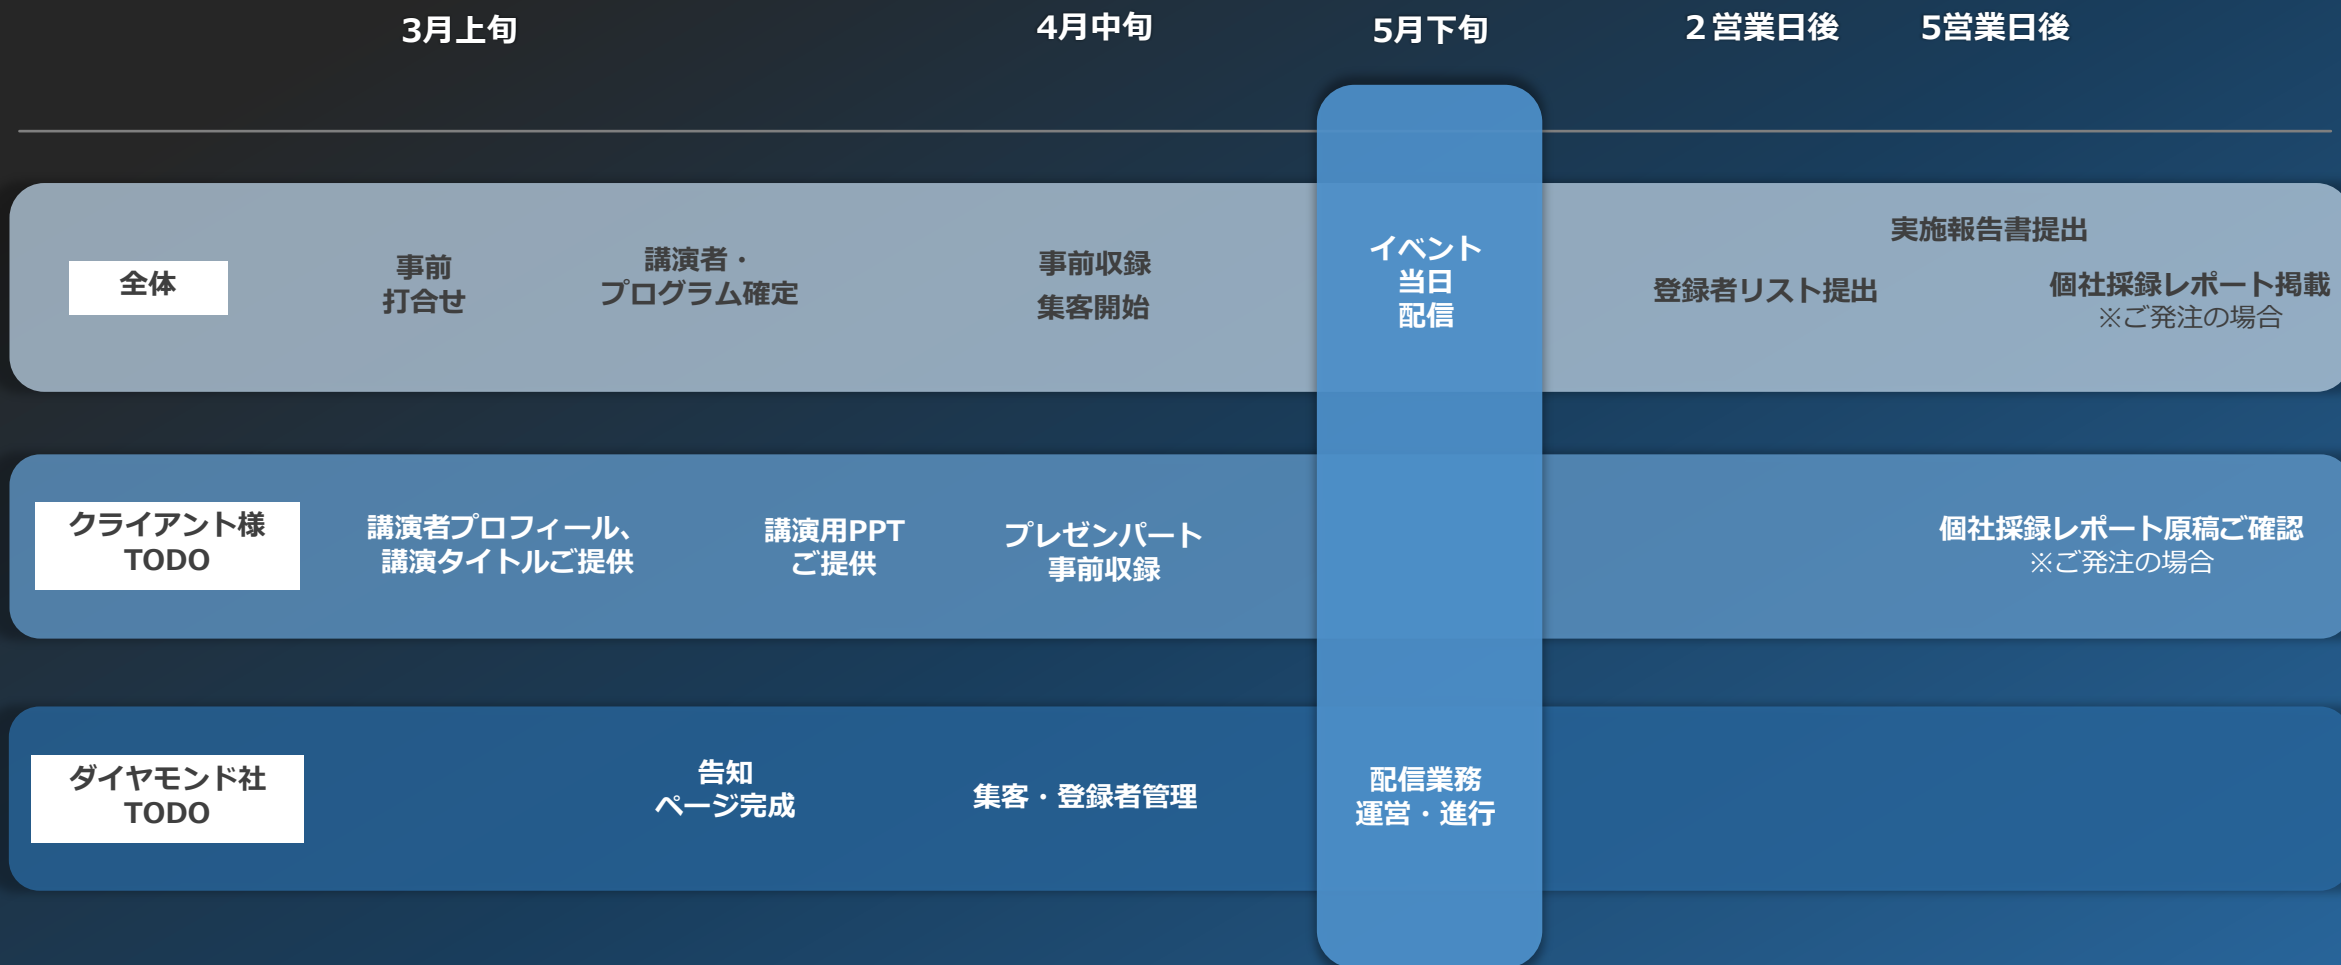 3月上旬
4月中旬
5月下旬
２営業日後
5営業日後
全体
事前
打合せ
講演者・
プログラム確定
事前収録
集客開始
イベント
当日
配信
登録者リスト提出
実施報告書提出
個社採録レポート掲載
※ご発注の場合
クライアント様
TODO
講演者プロフィール、
講演タイトルご提供
講演用PPT
ご提供
プレゼンパート
事前収録
個社採録レポート原稿ご確認
※ご発注の場合
ダイヤモンド社
TODO
告知
ページ完成
集客・登録者管理
配信業務
運営・進行